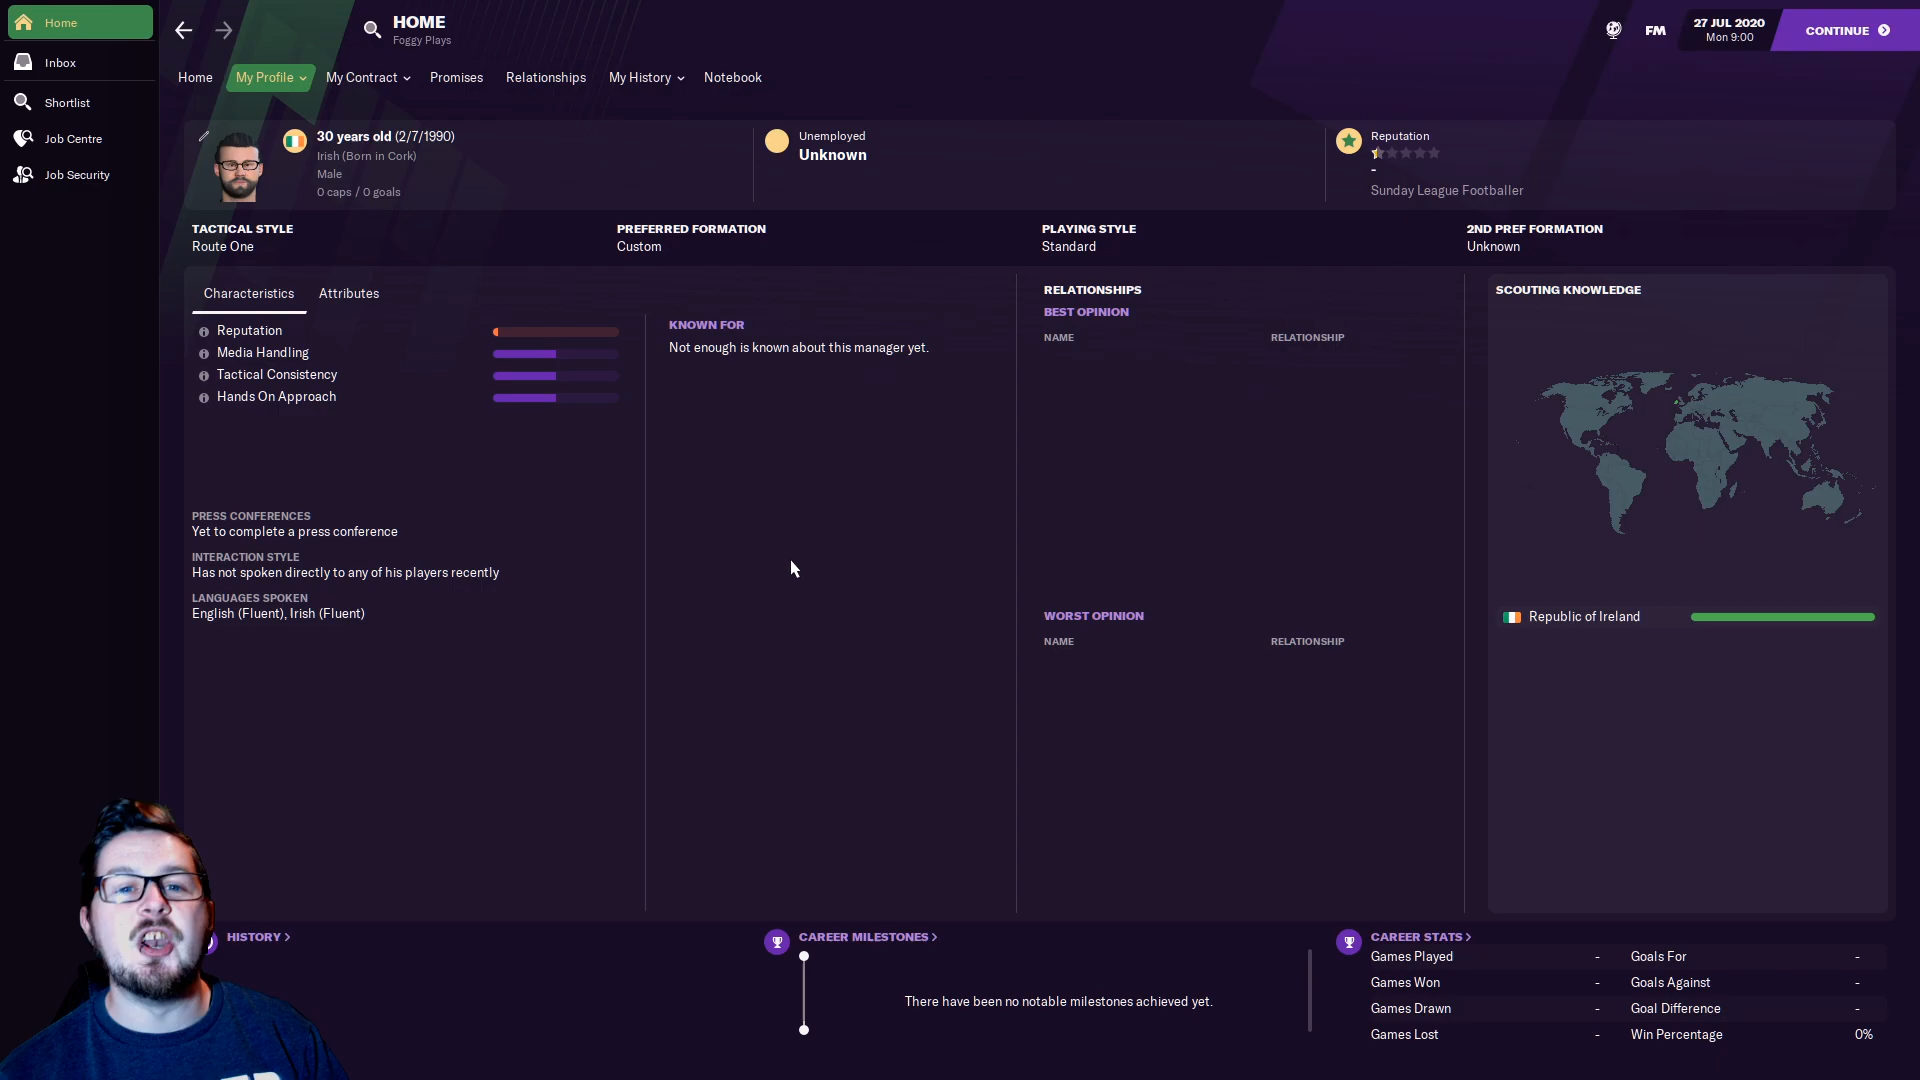 Home
Inbox
Shortlist
Job Centre
Job Security
HOME
Foggy Plays
FM
27 JUL 2020
Mon 9:00
CONTINUE
Home
My Profile
My Contract
Promises
Relationships
My History
Notebook
30 years old (2/7/1990)
Irish (Born in Cork)
Male
0 caps / 0 goals
Unemployed
Unknown
Reputation
-
Sunday League Footballer
TACTICAL STYLE
Route One
PREFERRED FORMATION
Custom
PLAYING STYLE
Standard
2ND PREF FORMATION
Unknown
Characteristics
Attributes
Reputation
Media Handling
Tactical Consistency
Hands On Approach
PRESS CONFERENCES
Yet to complete a press conference
INTERACTION STYLE
Has not spoken directly to any of his players recently
LANGUAGES SPOKEN
English (Fluent), Irish (Fluent)
KNOWN FOR
Not enough is known about this manager yet.
RELATIONSHIPS
BEST OPINION
NAME RELATIONSHIP
WORST OPINION
NAME RELATIONSHIP
SCOUTING KNOWLEDGE
Republic of Ireland
HISTORY >
CAREER MILESTONES >
There have been no notable milestones achieved yet.
CAREER STATS >
Games Played - Goals For -
Games Won - Goals Against -
Games Drawn - Goal Difference -
Games Lost - Win Percentage 0%